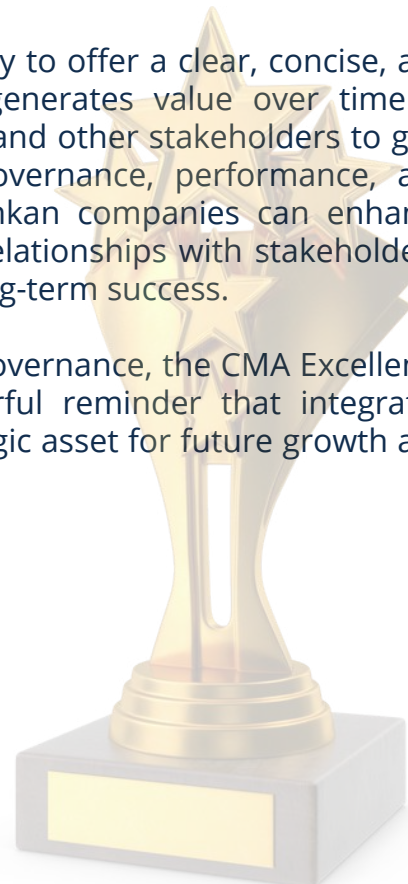 y to offer a clear, concise, a
generates value over time
and other stakeholders to g
overnance, performance, a
nkan companies can enhan
elationships with stakeholde
g-term success.
overnance, the CMA Excellen
rful reminder that integrat
gic asset for future growth a